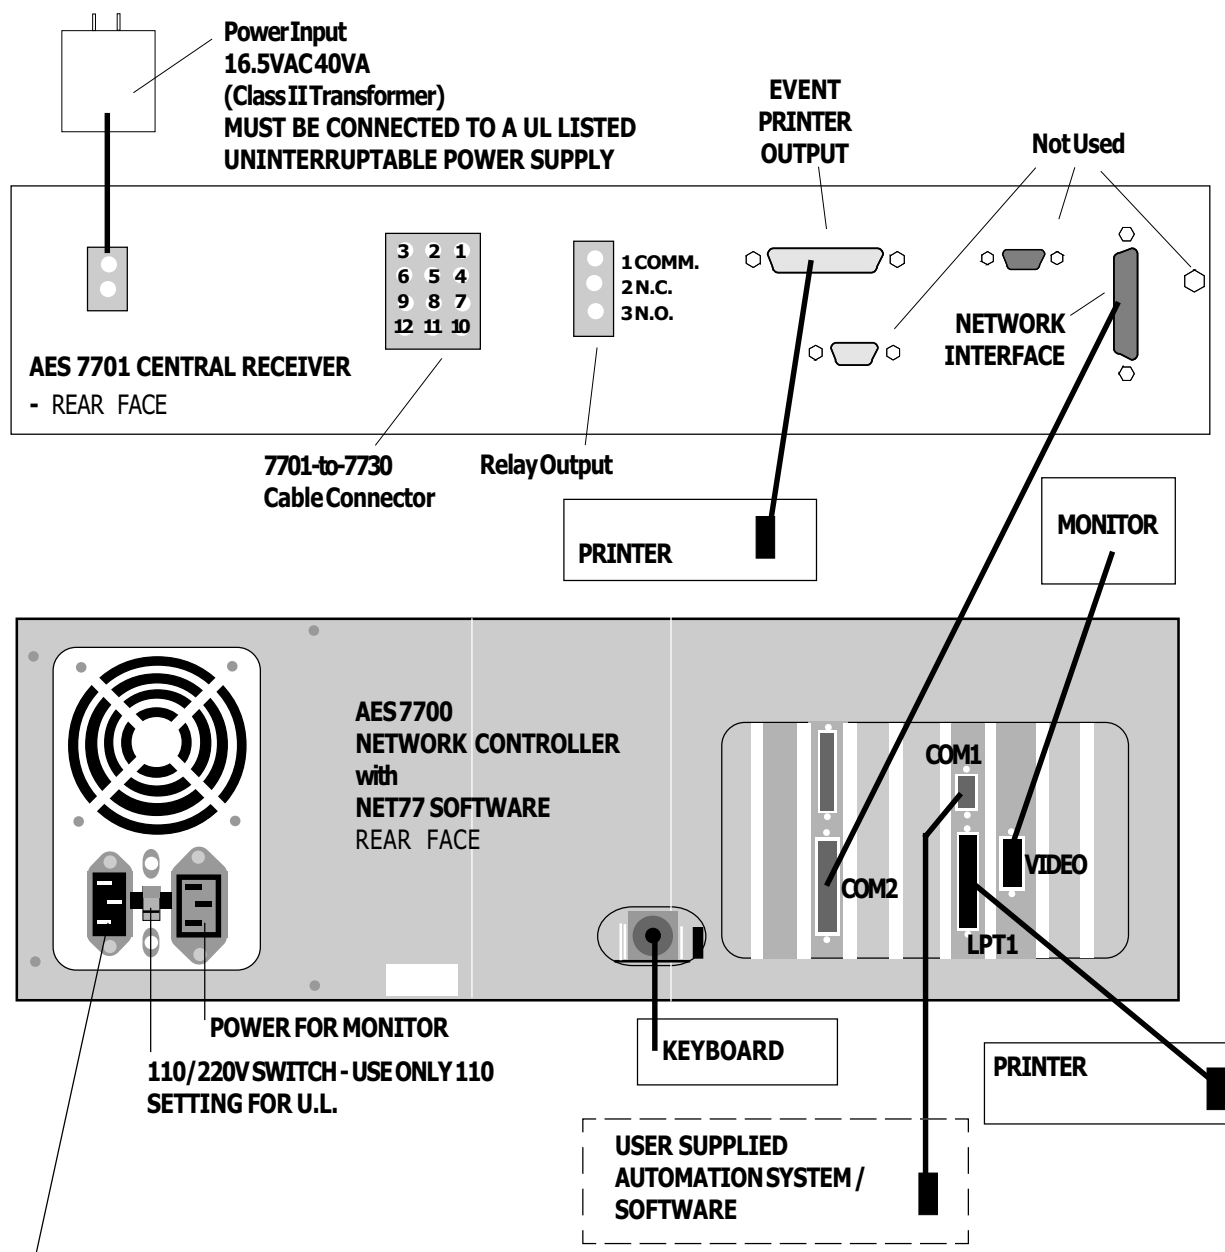 Power Input
16.5VAC 40VA
(Class II Transformer)
MUST BE CONNECTED TO A UL LISTED
UNINTERRUPTABLE POWER SUPPLY
EVENT
PRINTER
OUTPUT
Not Used
3 2 1
6 5 4
9 8 7
12 11 10
1 COMM.
2 N.C.
3 N.O.
NETWORK
INTERFACE
AES 7701 CENTRAL RECEIVER
- REAR FACE
7701-to-7730
Cable Connector
Relay Output
PRINTER
MONITOR
AES 7700
NETWORK CONTROLLER
with
NET77 SOFTWARE
REAR FACE
COM1
COM2
VIDEO
LPT1
POWER FOR MONITOR
110/220V SWITCH - USE ONLY 110
SETTING FOR U.L.
KEYBOARD
PRINTER
USER SUPPLIED
AUTOMATION SYSTEM /
SOFTWARE